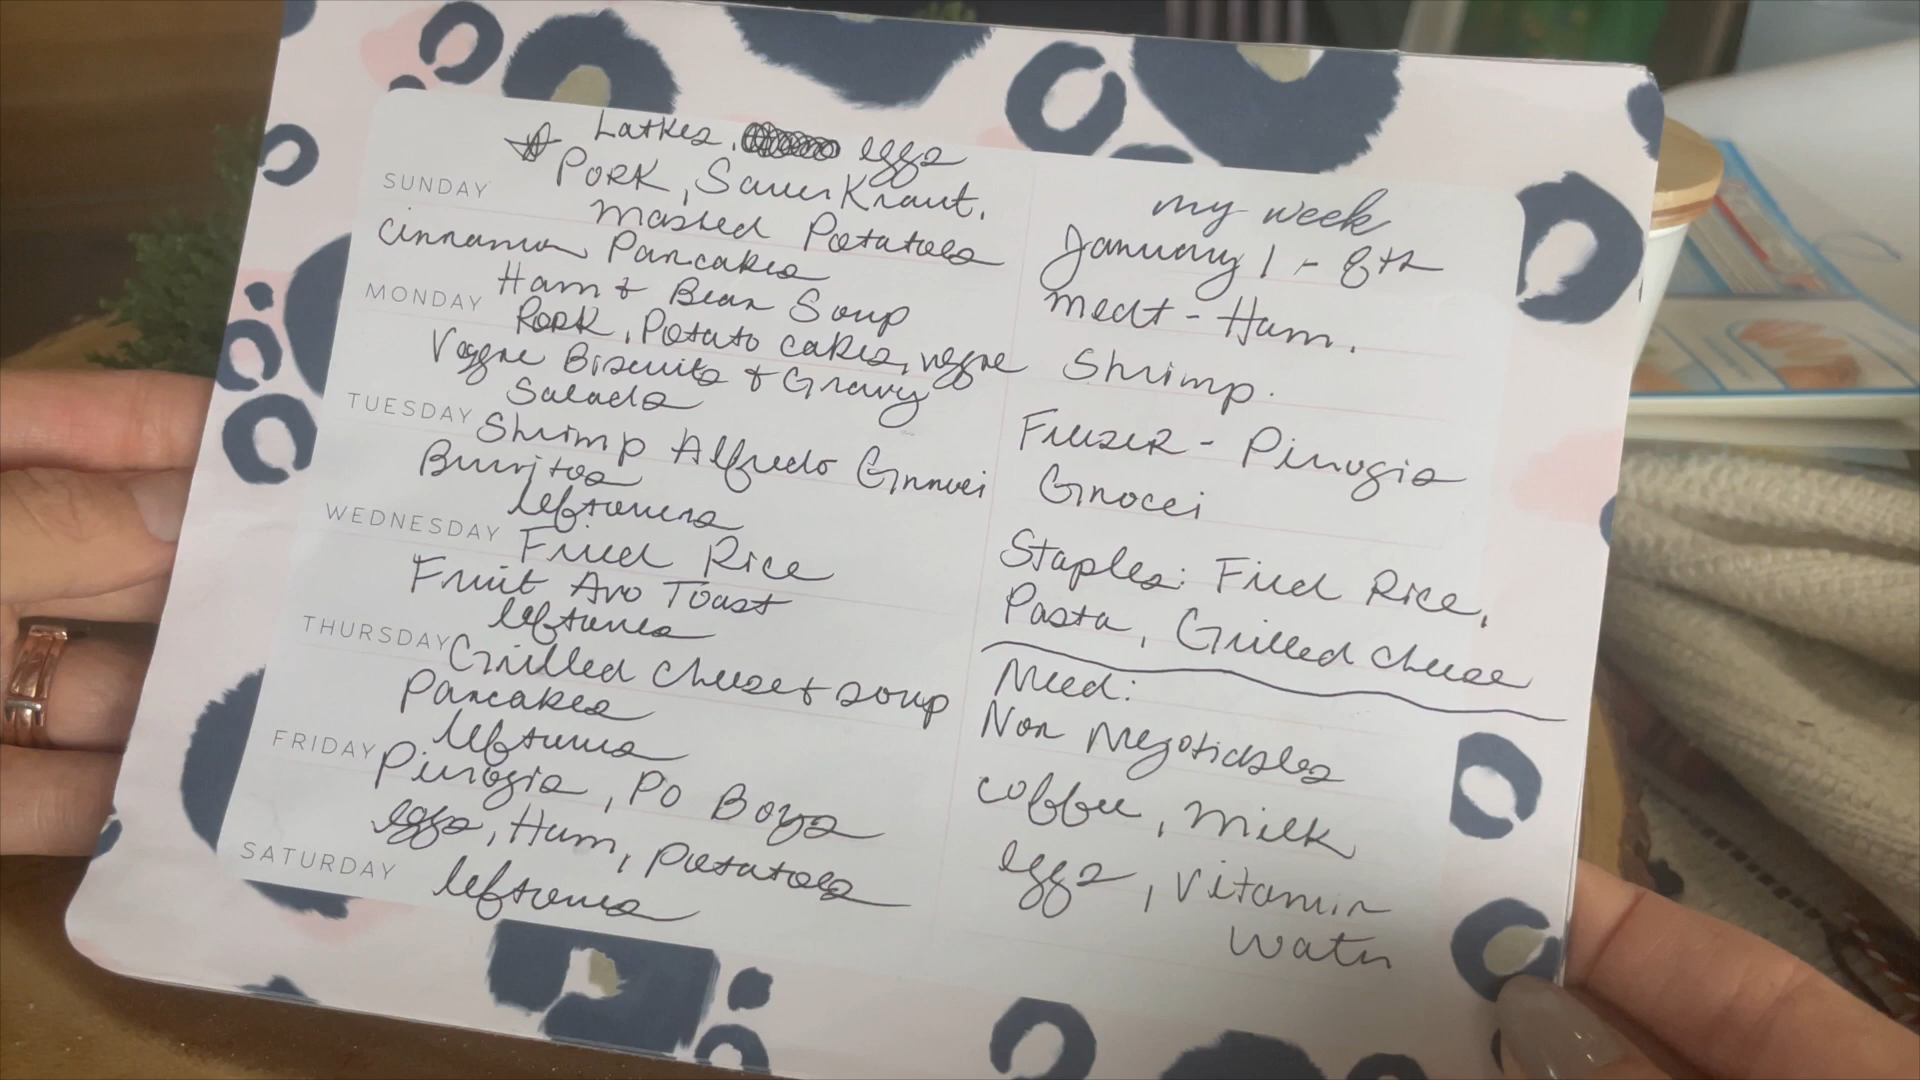 Latkes, eggs
Pork, SauerKraut,
SUNDAY
Mashed Potatoes
Cinnamon Pancakes
Ham & Bean Soup
MONDAY
Pork, Potato cakes, veggie
Veggie Biscuits & Gravy
Salads
TUESDAY
Shrimp Alfredo Gnnoci
Burritos
leftovers
WEDNESDAY
Fried Rice
Fruit Avo Toast
leftovers
THURSDAY
Grilled cheese & soup
Pancakes
leftovers
FRIDAY
Pierogis, Po Boys
eggs, Ham, Potatoes
SATURDAY
leftovers
my week
January 1 - 8th
Meat - Ham,
Shrimp.
Freezer - Pierogis
Gnocci
Staples: Fried Rice,
Pasta, Grilled cheese
Need:
Non Negotiables
coffee, Milk
eggs, Vitamin
Water